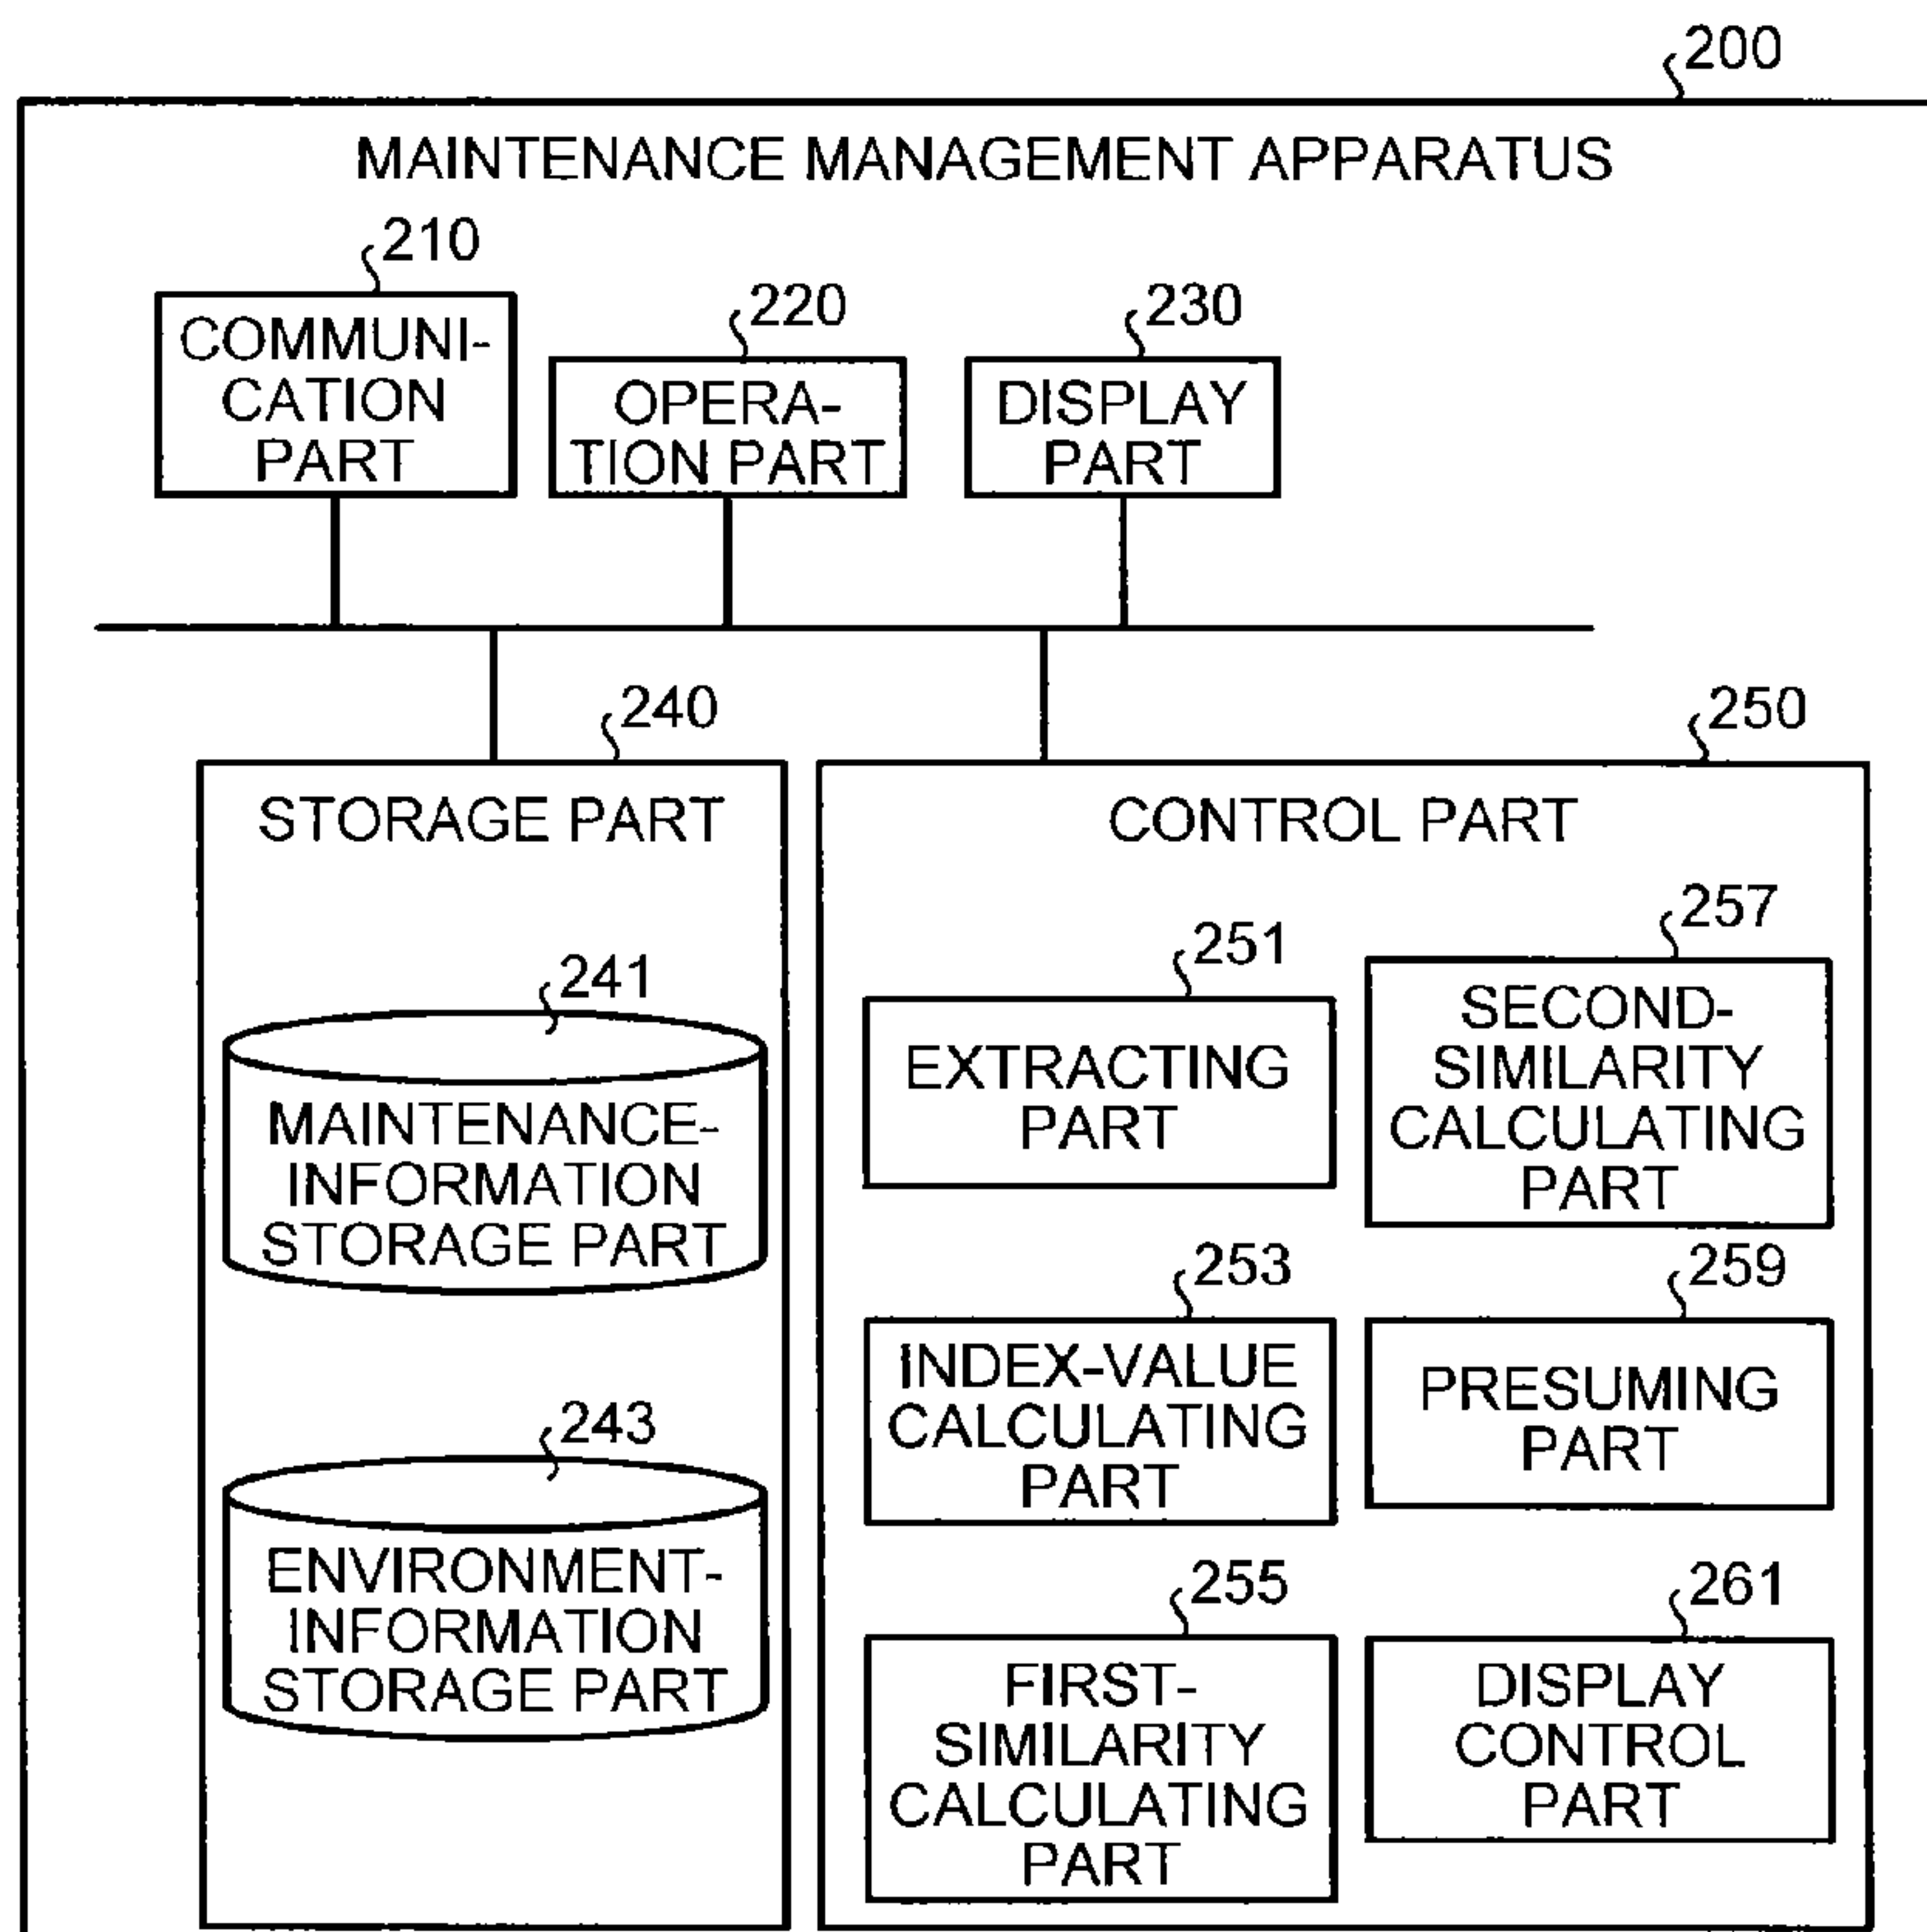 200
MAINTENANCE MANAGEMENT APPARATUS
210
COMMUNI-
CATION
PART
220
OPERA-
TION PART
230
DISPLAY
PART
240
STORAGE PART
241
MAINTENANCE-
INFORMATION
STORAGE PART
243
ENVIRONMENT-
INFORMATION
STORAGE PART
250
CONTROL PART
251
EXTRACTING
PART
253
INDEX-VALUE
CALCULATING
PART
255
FIRST-
SIMILARITY
CALCULATING
PART
257
SECOND-
SIMILARITY
CALCULATING
PART
259
PRESUMING
PART
261
DISPLAY
CONTROL
PART